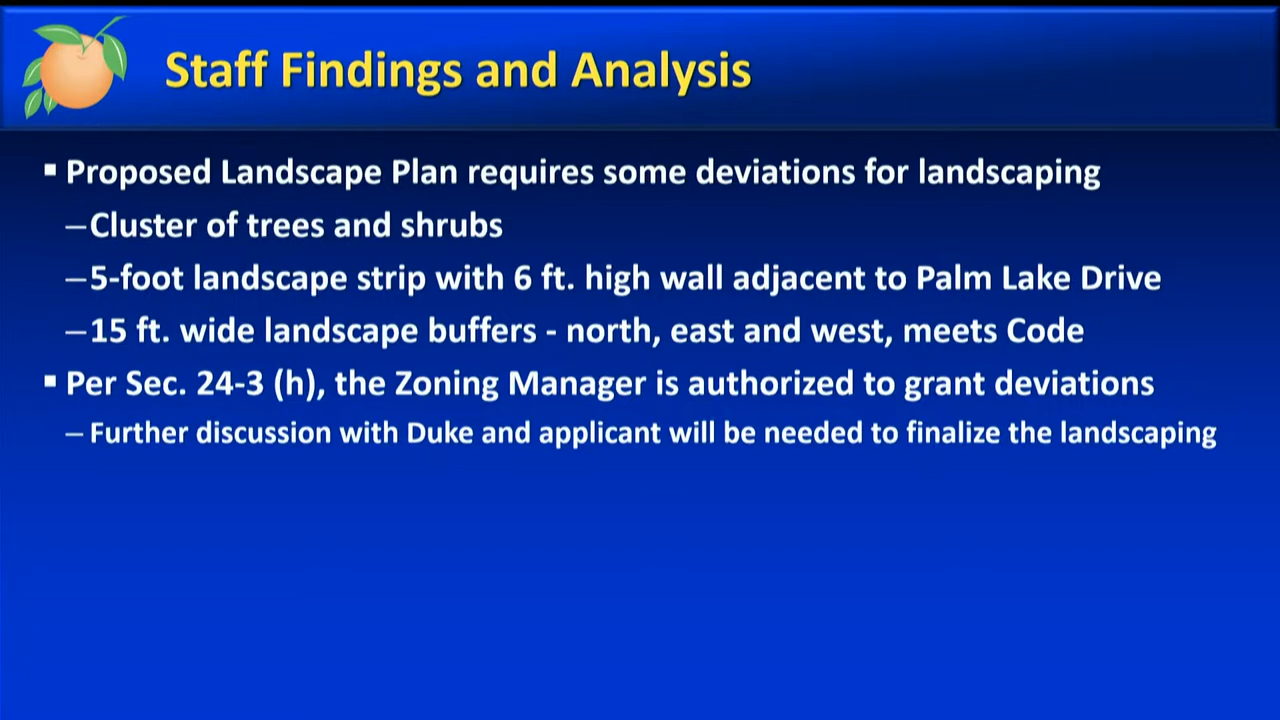 Staff Findings and Analysis
▪ Proposed Landscape Plan requires some deviations for landscaping
–Cluster of trees and shrubs
–5-foot landscape strip with 6 ft. high wall adjacent to Palm Lake Drive
–15 ft. wide landscape buffers - north, east and west, meets Code
▪ Per Sec. 24-3 (h), the Zoning Manager is authorized to grant deviations
– Further discussion with Duke and applicant will be needed to finalize the landscaping